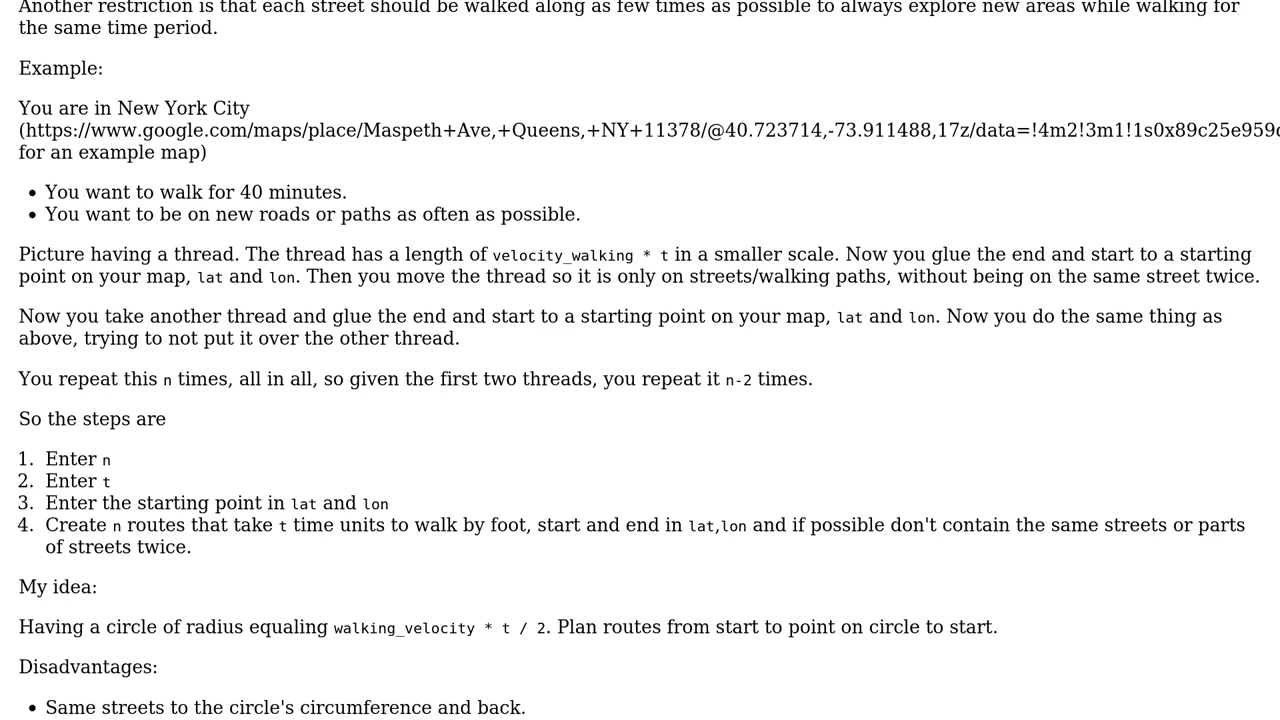 Another restriction is that each street should be walked along as few times as possible to always explore new areas while walking for
the same time period.
Example:
You are in New York City
(https://www.google.com/maps/place/Maspeth+Ave,+Queens,+NY+11378/@40.723714,-73.911488,17z/data=!4m2!3m1!1s0x89c25e959c
for an example map)
• You want to walk for 40 minutes.
• You want to be on new roads or paths as often as possible.
Picture having a thread. The thread has a length of velocity_walking * t in a smaller scale. Now you glue the end and start to a starting
point on your map, lat and lon. Then you move the thread so it is only on streets/walking paths, without being on the same street twice.
Now you take another thread and glue the end and start to a starting point on your map, lat and lon. Now you do the same thing as
above, trying to not put it over the other thread.
You repeat this n times, all in all, so given the first two threads, you repeat it n-2 times.
So the steps are
1. Enter n
2. Enter t
3. Enter the starting point in lat and lon
4. Create n routes that take t time units to walk by foot, start and end in lat,lon and if possible don't contain the same streets or parts
of streets twice.
My idea:
Having a circle of radius equaling walking_velocity * t / 2. Plan routes from start to point on circle to start.
Disadvantages:
• Same streets to the circle's circumference and back.